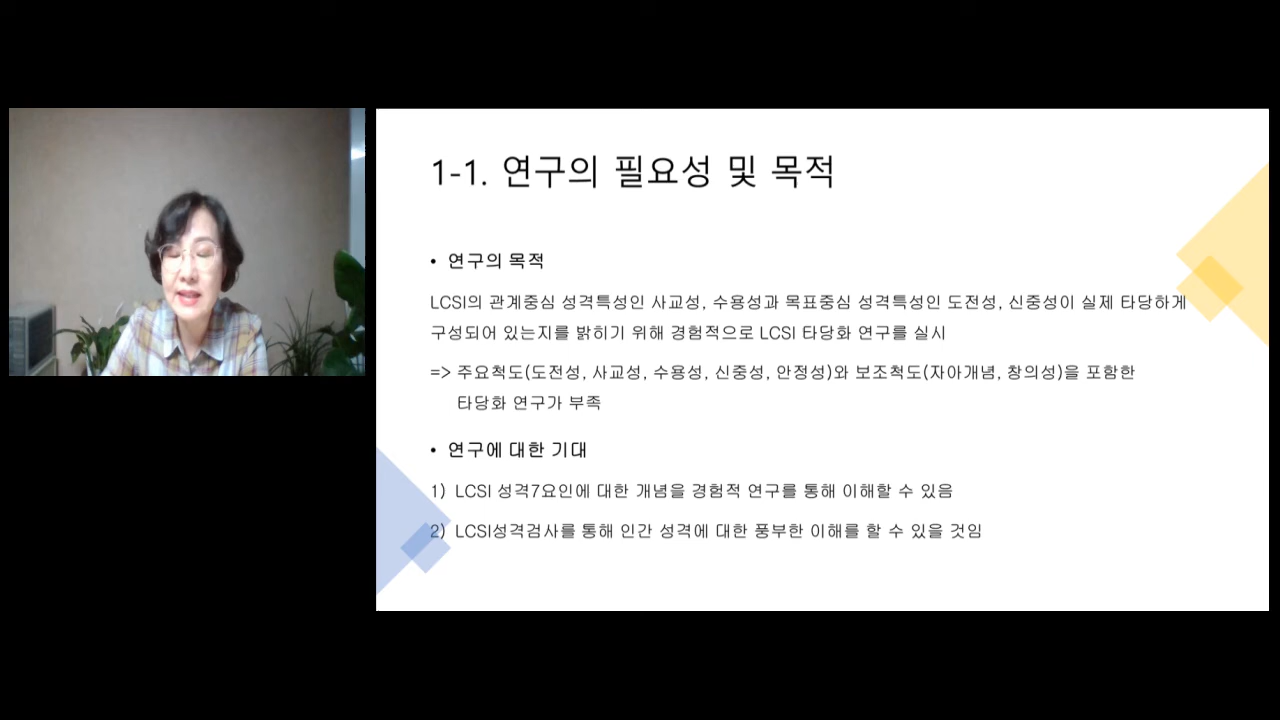 1-1. 연구의 필요성 및 목적
• 연구의 목적
LCSI의 관계중심 성격특성인 사교성, 수용성과 목표중심 성격특성인 도전성, 신중성이 실제 타당하게
구성되어 있는지를 밝히기 위해 경험적으로 LCSI 타당화 연구를 실시
=> 주요척도(도전성, 사교성, 수용성, 신중성, 안정성)와 보조척도(자아개념, 창의성)을 포함한
타당화 연구가 부족
• 연구에 대한 기대
1) LCSI 성격7요인에 대한 개념을 경험적 연구를 통해 이해할 수 있음
2) LCSI성격검사를 통해 인간 성격에 대한 풍부한 이해를 할 수 있을 것임